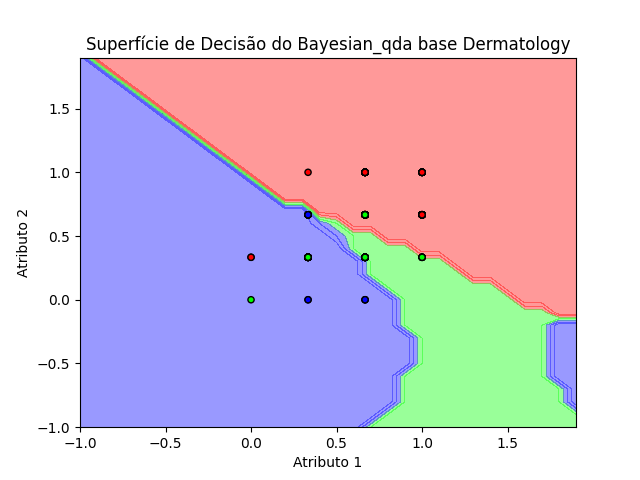 Superfície de Decisão do Bayesian_qda base Dermatology
1.5
1.0
0.5
0.0
−0.5
−1.0
Atributo 2
−1.0 −0.5 0.0 0.5 1.0 1.5
Atributo 1